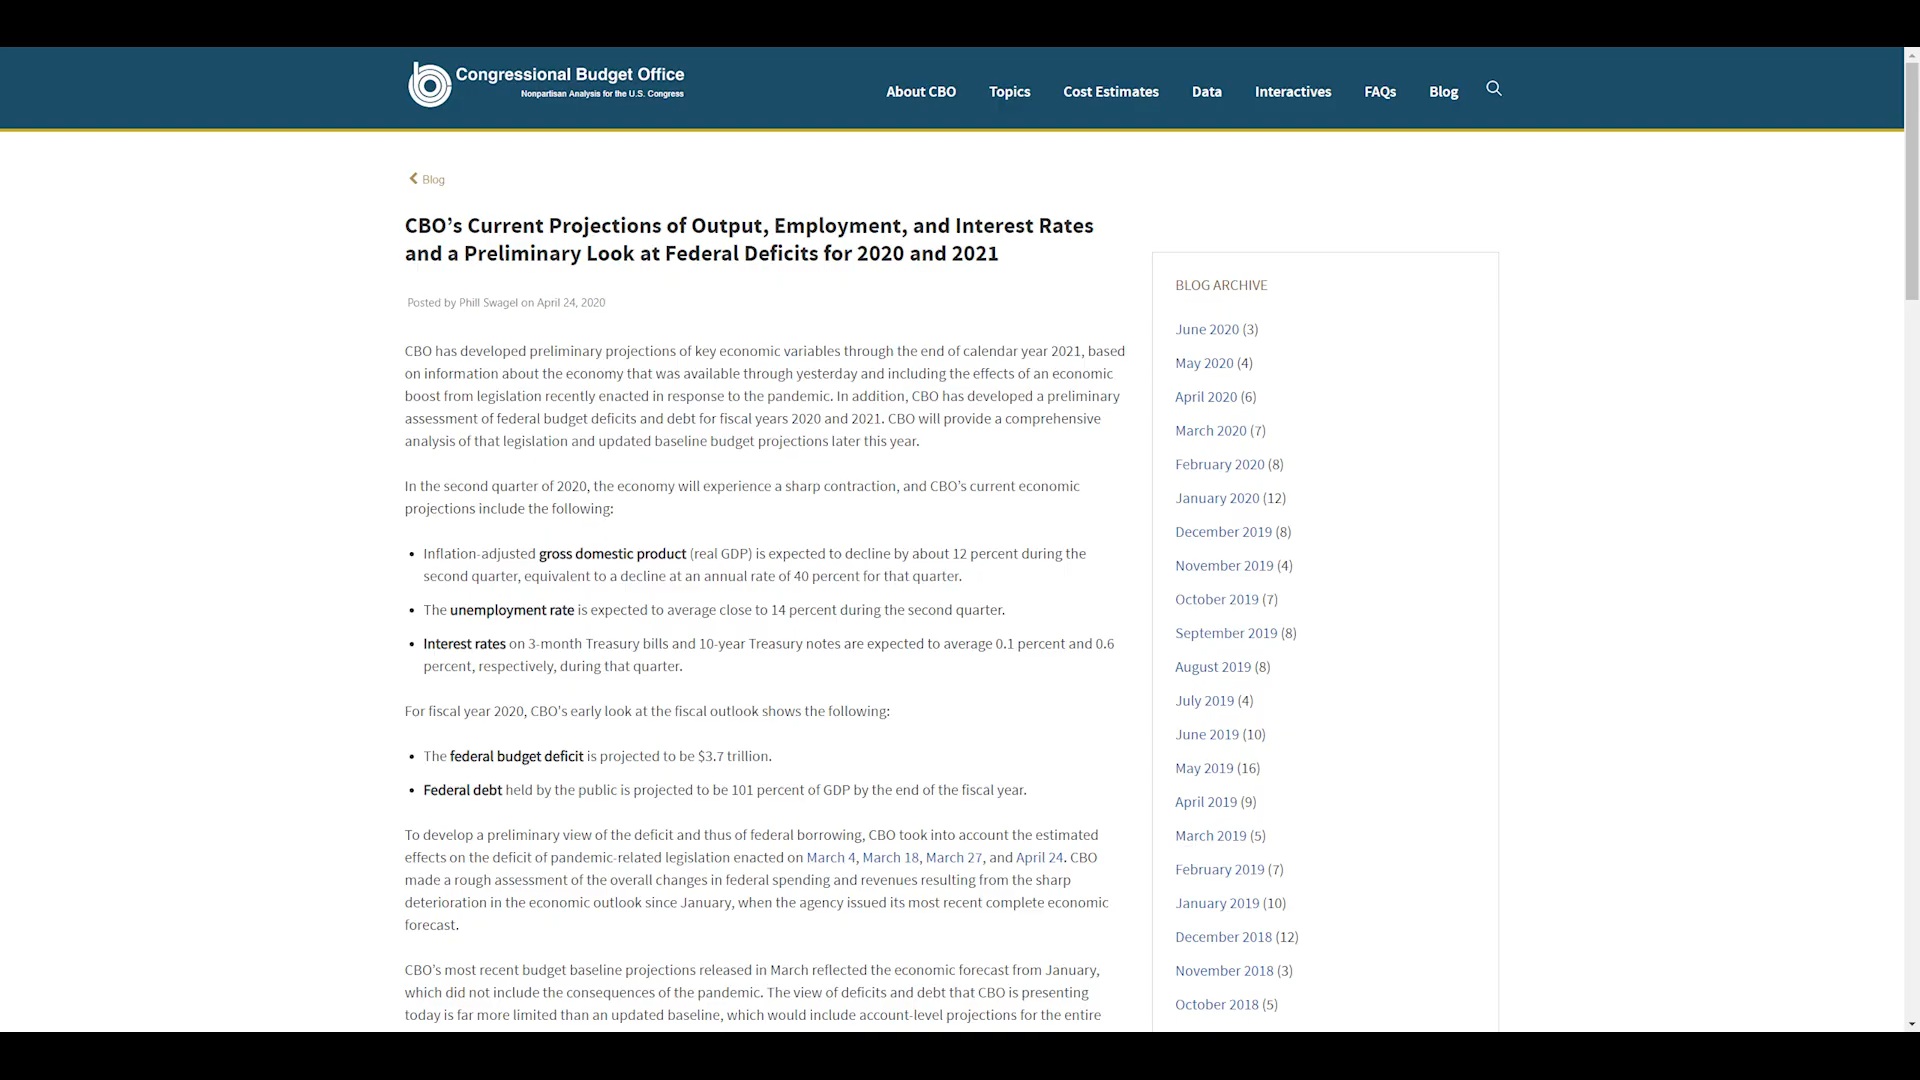 Congressional Budget Office
Nonpartisan Analysis for the U.S. Congress
About CBO
Topics
Cost Estimates
Data
Interactives
FAQs
Blog
Blog
CBO’s Current Projections of Output, Employment, and Interest Rates
and a Preliminary Look at Federal Deficits for 2020 and 2021
Posted by Phill Swagel on April 24, 2020
CBO has developed preliminary projections of key economic variables through the end of calendar year 2021, based
on information about the economy that was available through yesterday and including the effects of an economic
boost from legislation recently enacted in response to the pandemic. In addition, CBO has developed a preliminary
assessment of federal budget deficits and debt for fiscal years 2020 and 2021. CBO will provide a comprehensive
analysis of that legislation and updated baseline budget projections later this year.
In the second quarter of 2020, the economy will experience a sharp contraction, and CBO’s current economic
projections include the following:
• Inflation-adjusted gross domestic product (real GDP) is expected to decline by about 12 percent during the
second quarter, equivalent to a decline at an annual rate of 40 percent for that quarter.
• The unemployment rate is expected to average close to 14 percent during the second quarter.
• Interest rates on 3-month Treasury bills and 10-year Treasury notes are expected to average 0.1 percent and 0.6
percent, respectively, during that quarter.
For fiscal year 2020, CBO's early look at the fiscal outlook shows the following:
• The federal budget deficit is projected to be $3.7 trillion.
• Federal debt held by the public is projected to be 101 percent of GDP by the end of the fiscal year.
To develop a preliminary view of the deficit and thus of federal borrowing, CBO took into account the estimated
effects on the deficit of pandemic-related legislation enacted on March 4, March 18, March 27, and April 24. CBO
made a rough assessment of the overall changes in federal spending and revenues resulting from the sharp
deterioration in the economic outlook since January, when the agency issued its most recent complete economic
forecast.
CBO's most recent budget baseline projections released in March reflected the economic forecast from January,
which did not include the consequences of the pandemic. The view of deficits and debt that CBO is presenting
today is far more limited than an updated baseline, which would include account-level projections for the entire
BLOG ARCHIVE
June 2020 (3)
May 2020 (4)
April 2020 (6)
March 2020 (7)
February 2020 (8)
January 2020 (12)
December 2019 (8)
November 2019 (4)
October 2019 (7)
September 2019 (8)
August 2019 (8)
July 2019 (4)
June 2019 (10)
May 2019 (16)
April 2019 (9)
March 2019 (5)
February 2019 (7)
January 2019 (10)
December 2018 (12)
November 2018 (3)
October 2018 (5)